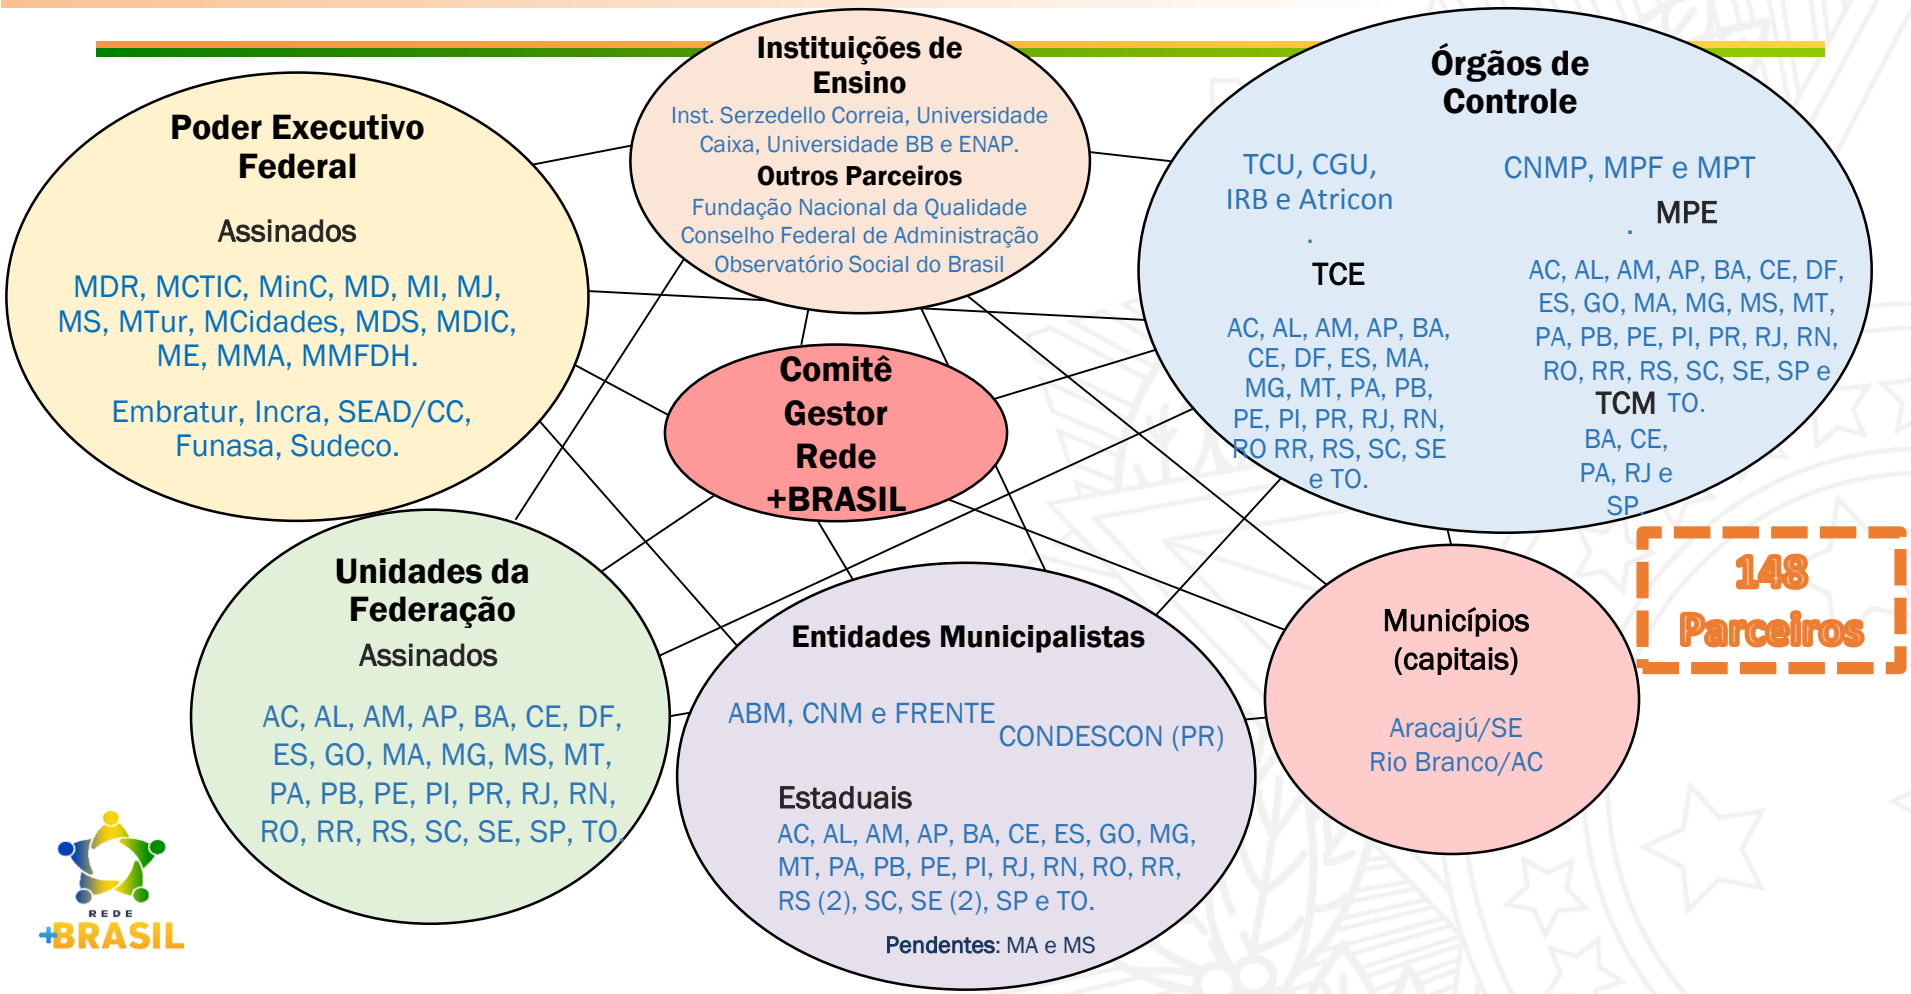 Instituições de
Ensino
Inst. Serzedello Correia, Universidade
Caixa, Universidade BB e ENAP.
Outros Parceiros
Fundação Nacional da Qualidade
Conselho Federal de Administração
Observatório Social do Brasil
Órgãos de
Controle
TCU, CGU,
IRB e Atricon
.
TCE
AC, AL, AM, AP, BA,
CE, DF, ES, MA,
MG, MT, PA, PB,
PE, PI, PR, RJ, RN,
RO RR, RS, SC, SE
e TO.
CNMP, MPF e MPT
.
MPE
AC, AL, AM, AP, BA, CE, DF,
ES, GO, MA, MG, MS, MT,
PA, PB, PE, PI, PR, RJ, RN,
RO, RR, RS, SC, SE, SP e
TO.
TCM
BA, CE,
PA, RJ e
SP.
Poder Executivo
Federal
Assinados
MDR, MCTIC, MinC, MD, MI, MJ,
MS, MTur, MCidades, MDS, MDIC,
ME, MMA, MMFDH.
Embratur, Incra, SEAD/CC,
Funasa, Sudeco.
Comitê
Gestor
Rede
+BRASIL
Unidades da
Federação
Assinados
AC, AL, AM, AP, BA, CE, DF,
ES, GO, MA, MG, MS, MT,
PA, PB, PE, PI, PR, RJ, RN,
RO, RR, RS, SC, SE, SP, TO.
Entidades Municipalistas
ABM, CNM e FRENTE
CONDESCON (PR)
Estaduais
AC, AL, AM, AP, BA, CE, ES, GO, MG,
MT, PA, PB, PE, PI, RJ, RN, RO, RR,
RS (2), SC, SE (2), SP e TO.
Pendentes: MA e MS
Municípios
(capitais)
Aracajú/SE
Rio Branco/AC
148
Parceiros
REDE
+BRASIL